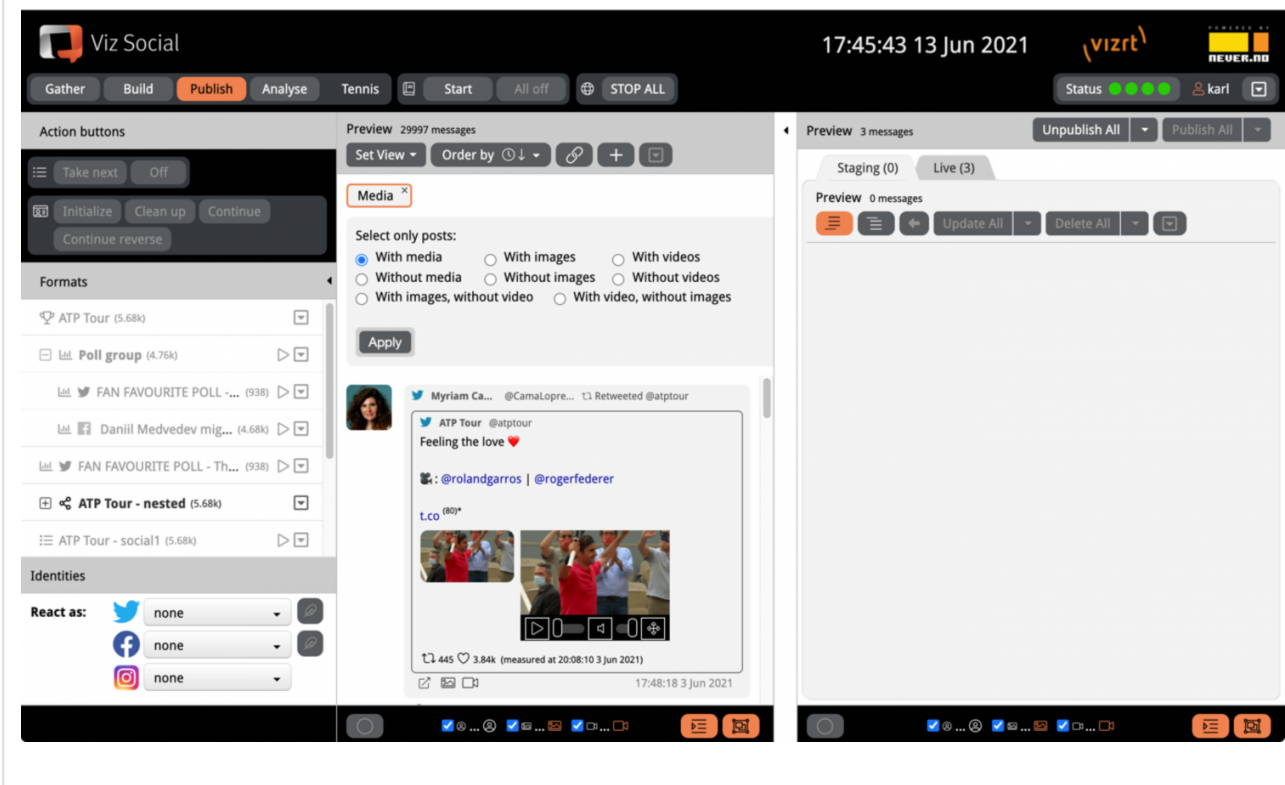 Viz Social
17:45:43 13 Jun 2021
vizrt
POWERED BY
NEVER.NO
Gather Build Publish Analyse Tennis Start All off STOP ALL
Status karl
Action buttons
Take next Off
Initialize Clean up Continue
Continue reverse
Formats
ATP Tour (5.68k)
Poll group (4.76k)
FAN FAVOURITE POLL -... (938)
Daniil Medvedev mig... (4.68k)
FAN FAVOURITE POLL - Th... (938)
ATP Tour - nested (5.68k)
ATP Tour - social1 (5.68k)
Identities
React as: none
none
none
Preview 29997 messages
Set View Order by
Media ×
Select only posts:
With media With images With videos
Without media Without images Without videos
With images, without video With video, without images
Apply
Myriam Ca... @CamaLopre... Retweeted @atptour
ATP Tour @atptour
Feeling the love ❤️
🎥: @rolandgarros | @rogerfederer
t.co (80)*
445 3.84k (measured at 20:08:10 3 Jun 2021)
17:48:18 3 Jun 2021
... ... ...
Preview 3 messages
Unpublish All Publish All
Staging (0) Live (3)
Preview 0 messages
Update All Delete All
... ... ...